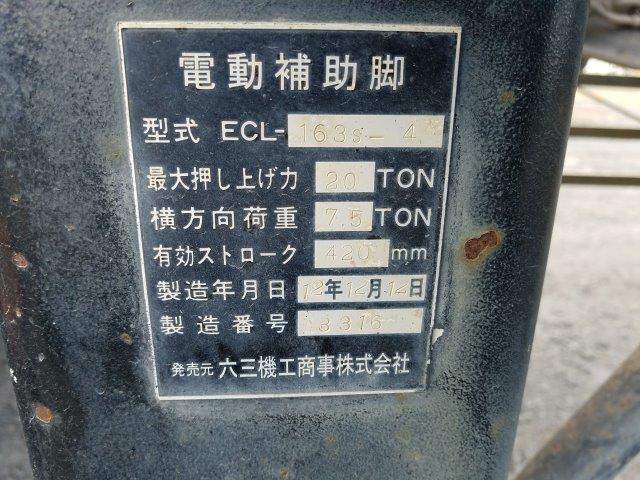 電動補助脚
型式 ECL-163S-4
最大押し上げ力 20 TON
横方向荷重 7.5 TON
有効ストローク 420 mm
製造年月日 12年12月12日
製造番号 3316
発売元 六三機工商事株式会社